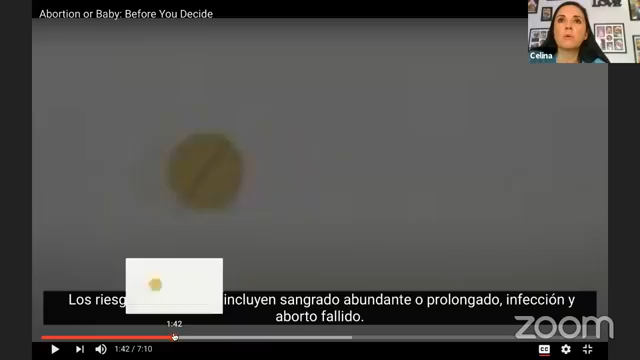 Abortion or Baby: Before You Decide
Celina
Los riesg incluyen sangrado abundante o prolongado, infección y
aborto fallido.
1:42
1:42 / 7:10
CC
zoom